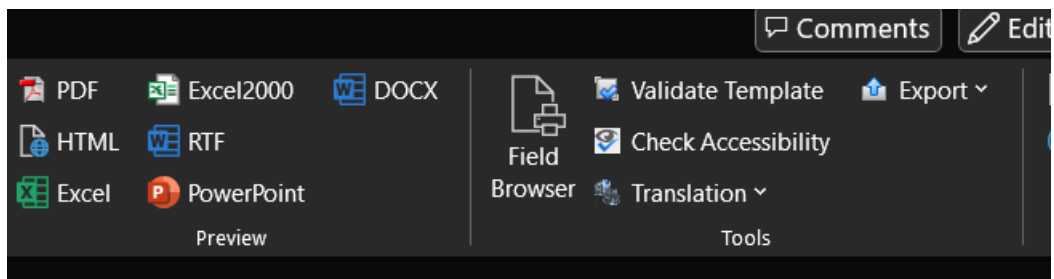 Comments Edit
PDF Excel2000 DOCX Validate Template Export
HTML RTF Field Check Accessibility
Excel PowerPoint Browser Translation
Preview Tools